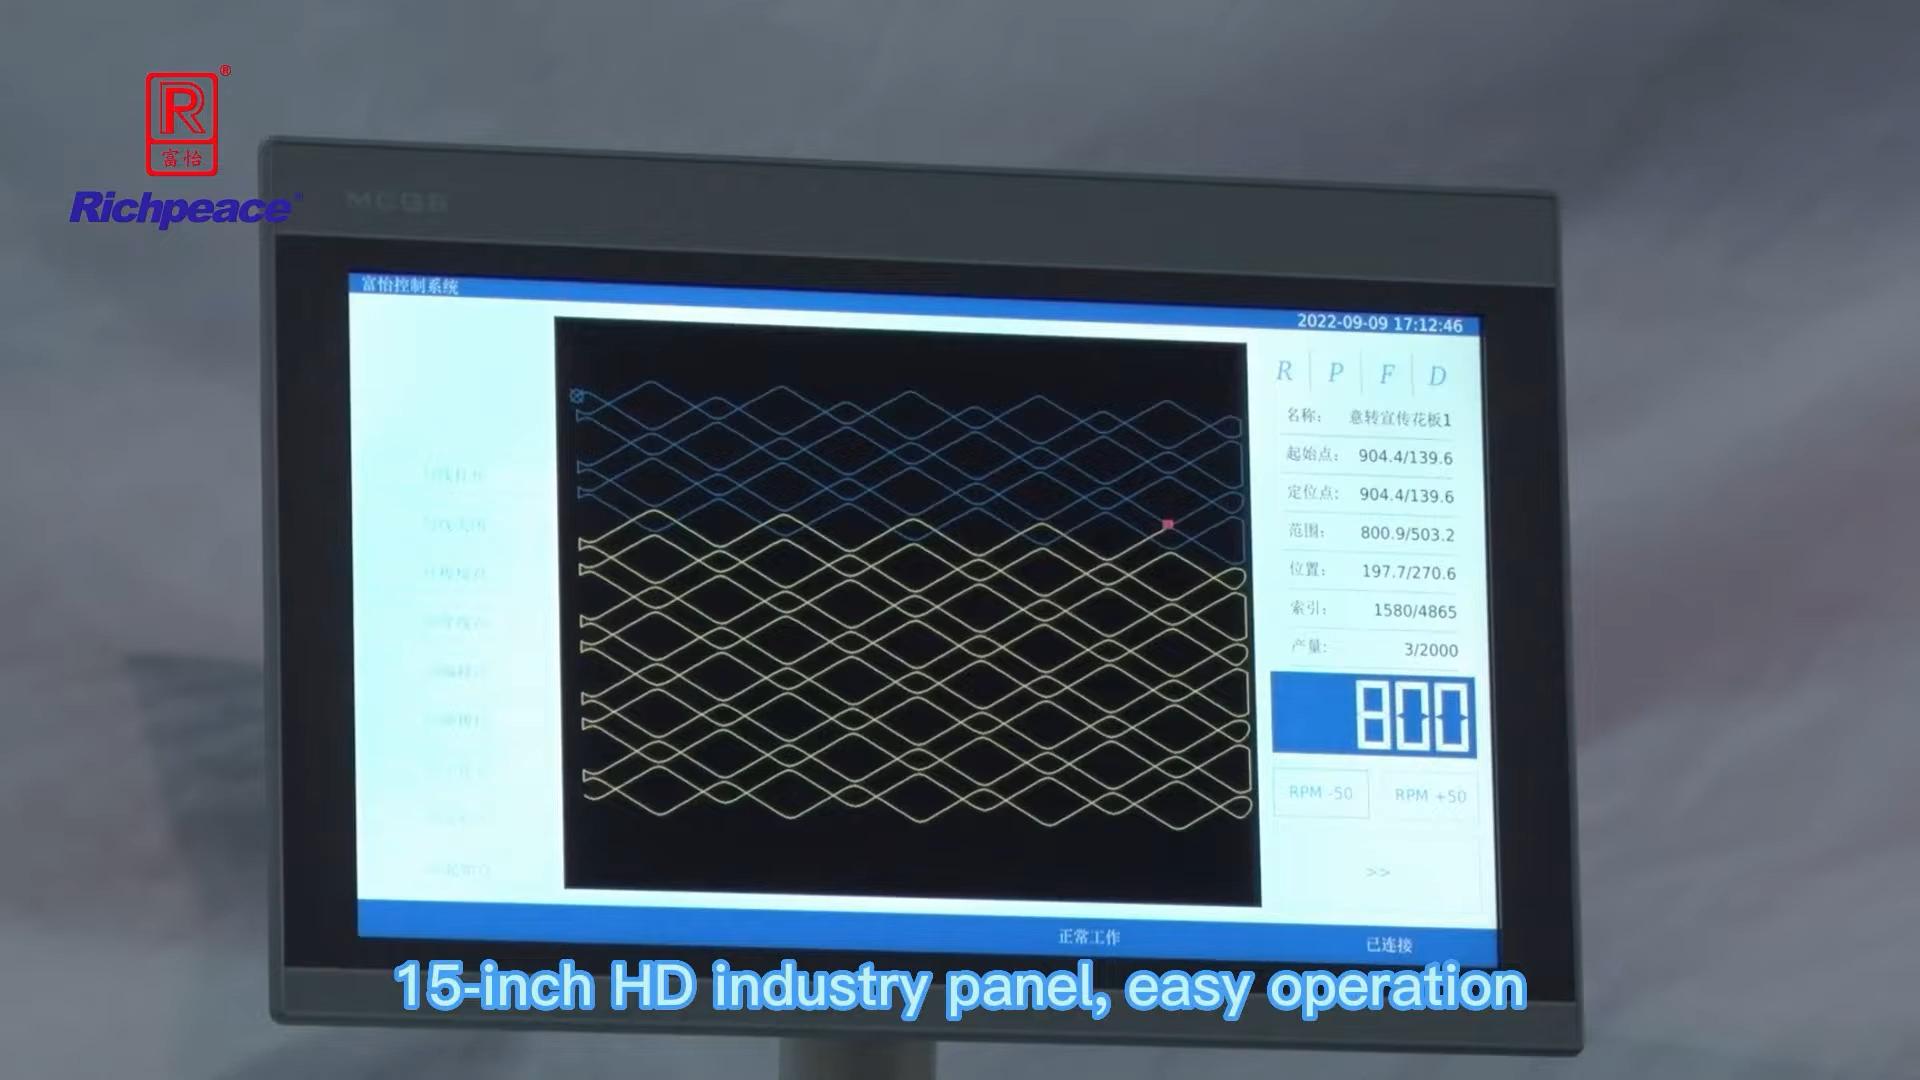 R®
富怡
Richpeace®
MCGS
富怡控制系统
2022-09-09 17:12:46
R P F D
名称: 意转宣传花板1
起始点: 904.4/139.6
定位点: 904.4/139.6
范围: 800.9/503.2
位置: 197.7/270.6
索引: 1580/4865
产量: 3/2000
800
RPM -50 RPM +50
>>
正常工作 已连接
15-inch HD industry panel, easy operation